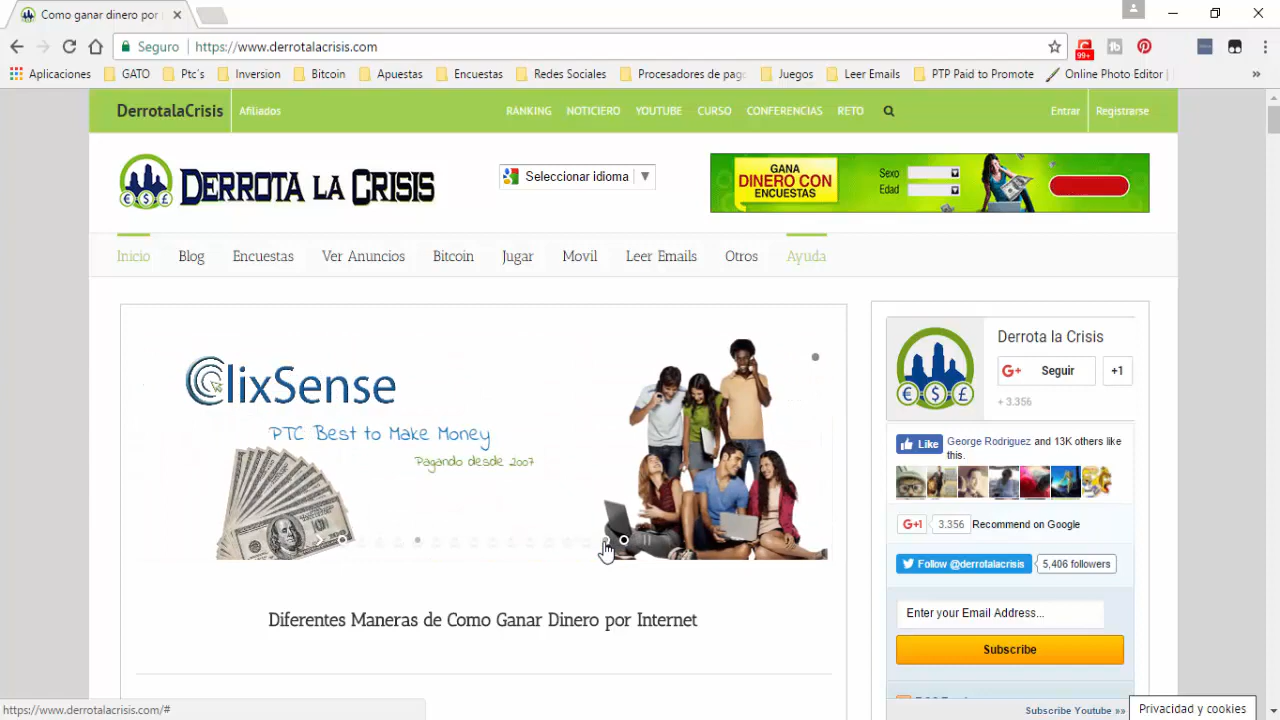 Como ganar dinero por
Seguro
https://www.derrotalacrisis.com
99+
Aplicaciones
GATO
Ptc's
Inversion
Bitcoin
Apuestas
Encuestas
Redes Sociales
Procesadores de pago
Juegos
Leer Emails
PTP Paid to Promote
Online Photo Editor
DerrotalaCrisis
Afiliados
RANKING
NOTICIERO
YOUTUBE
CURSO
CONFERENCIAS
RETO
Entrar
Registrarse
DERROTA LA CRISIS
Seleccionar idioma
GANA
DINERO CON
ENCUESTAS
Sexo
Edad
Inicio
Blog
Encuestas
Ver Anuncios
Bitcoin
Jugar
Movil
Leer Emails
Otros
Ayuda
ClixSense
PTC Best to Make Money
Pagando desde 2007
Diferentes Maneras de Como Ganar Dinero por Internet
Derrota la Crisis
G+ Seguir
+1
+ 3.356
Like
George Rodriguez and 13K others like
this.
G+1
3.356
Recommend on Google
Follow @derrotalacrisis
5,406 followers
Enter your Email Address...
Subscribe
Subscribe Youtube »»
Privacidad y cookies
https://www.derrotalacrisis.com/#